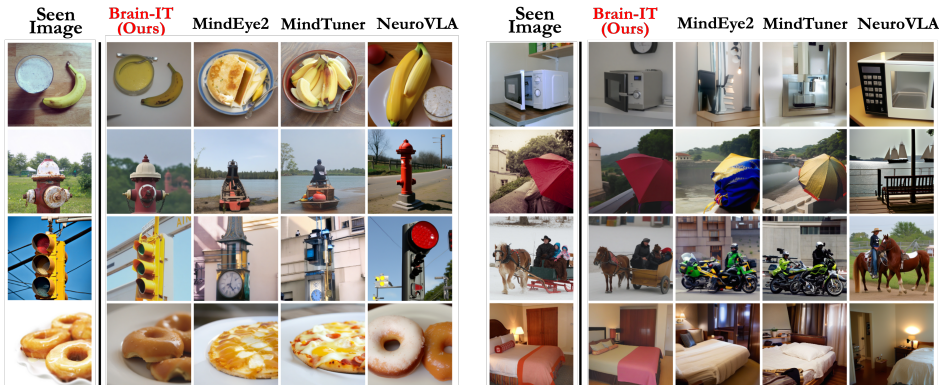 Seen Image
Brain-IT (Ours)
MindEye2
MindTuner
NeuroVLA
Seen Image
Brain-IT (Ours)
MindEye2
MindTuner
NeuroVLA